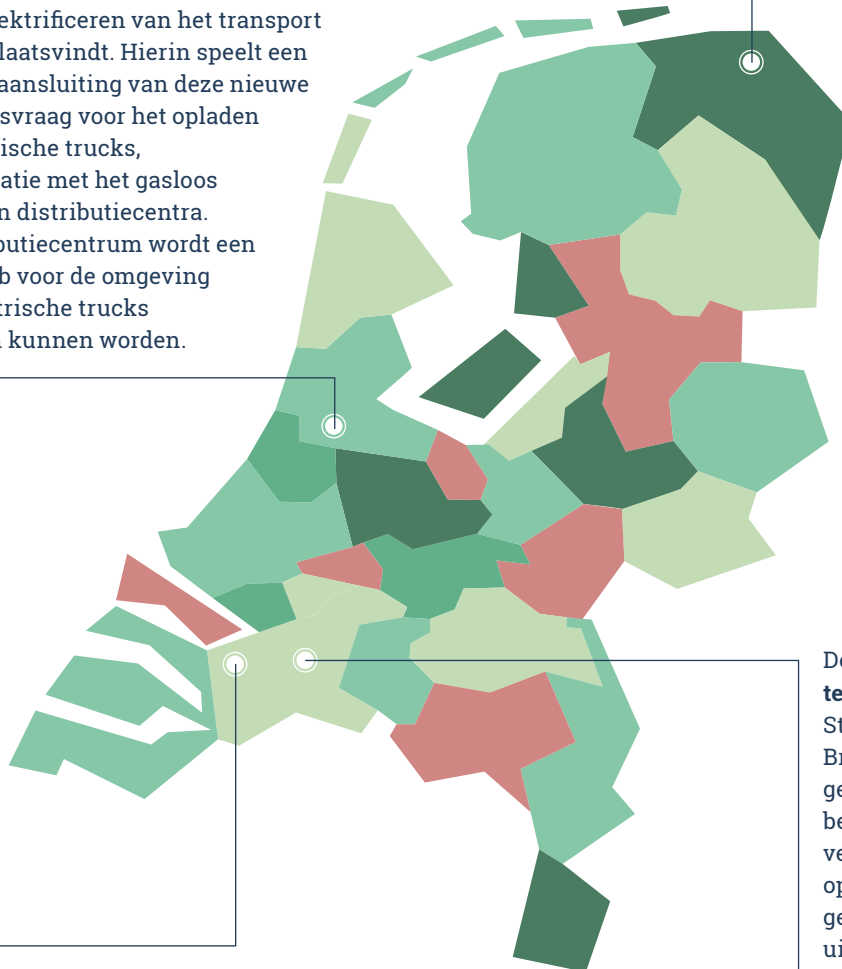 ektrificeren van het transport
laatsvindt. Hierin speelt een
aansluiting van deze nieuwe
svraag voor het opladen
ische trucks,
atie met het gasloos
n distributiecentra.
butiecentrum wordt een
b voor de omgeving
trische trucks
n kunnen worden.
De
te
St
Br
ge
be
ve
op
ge
ui